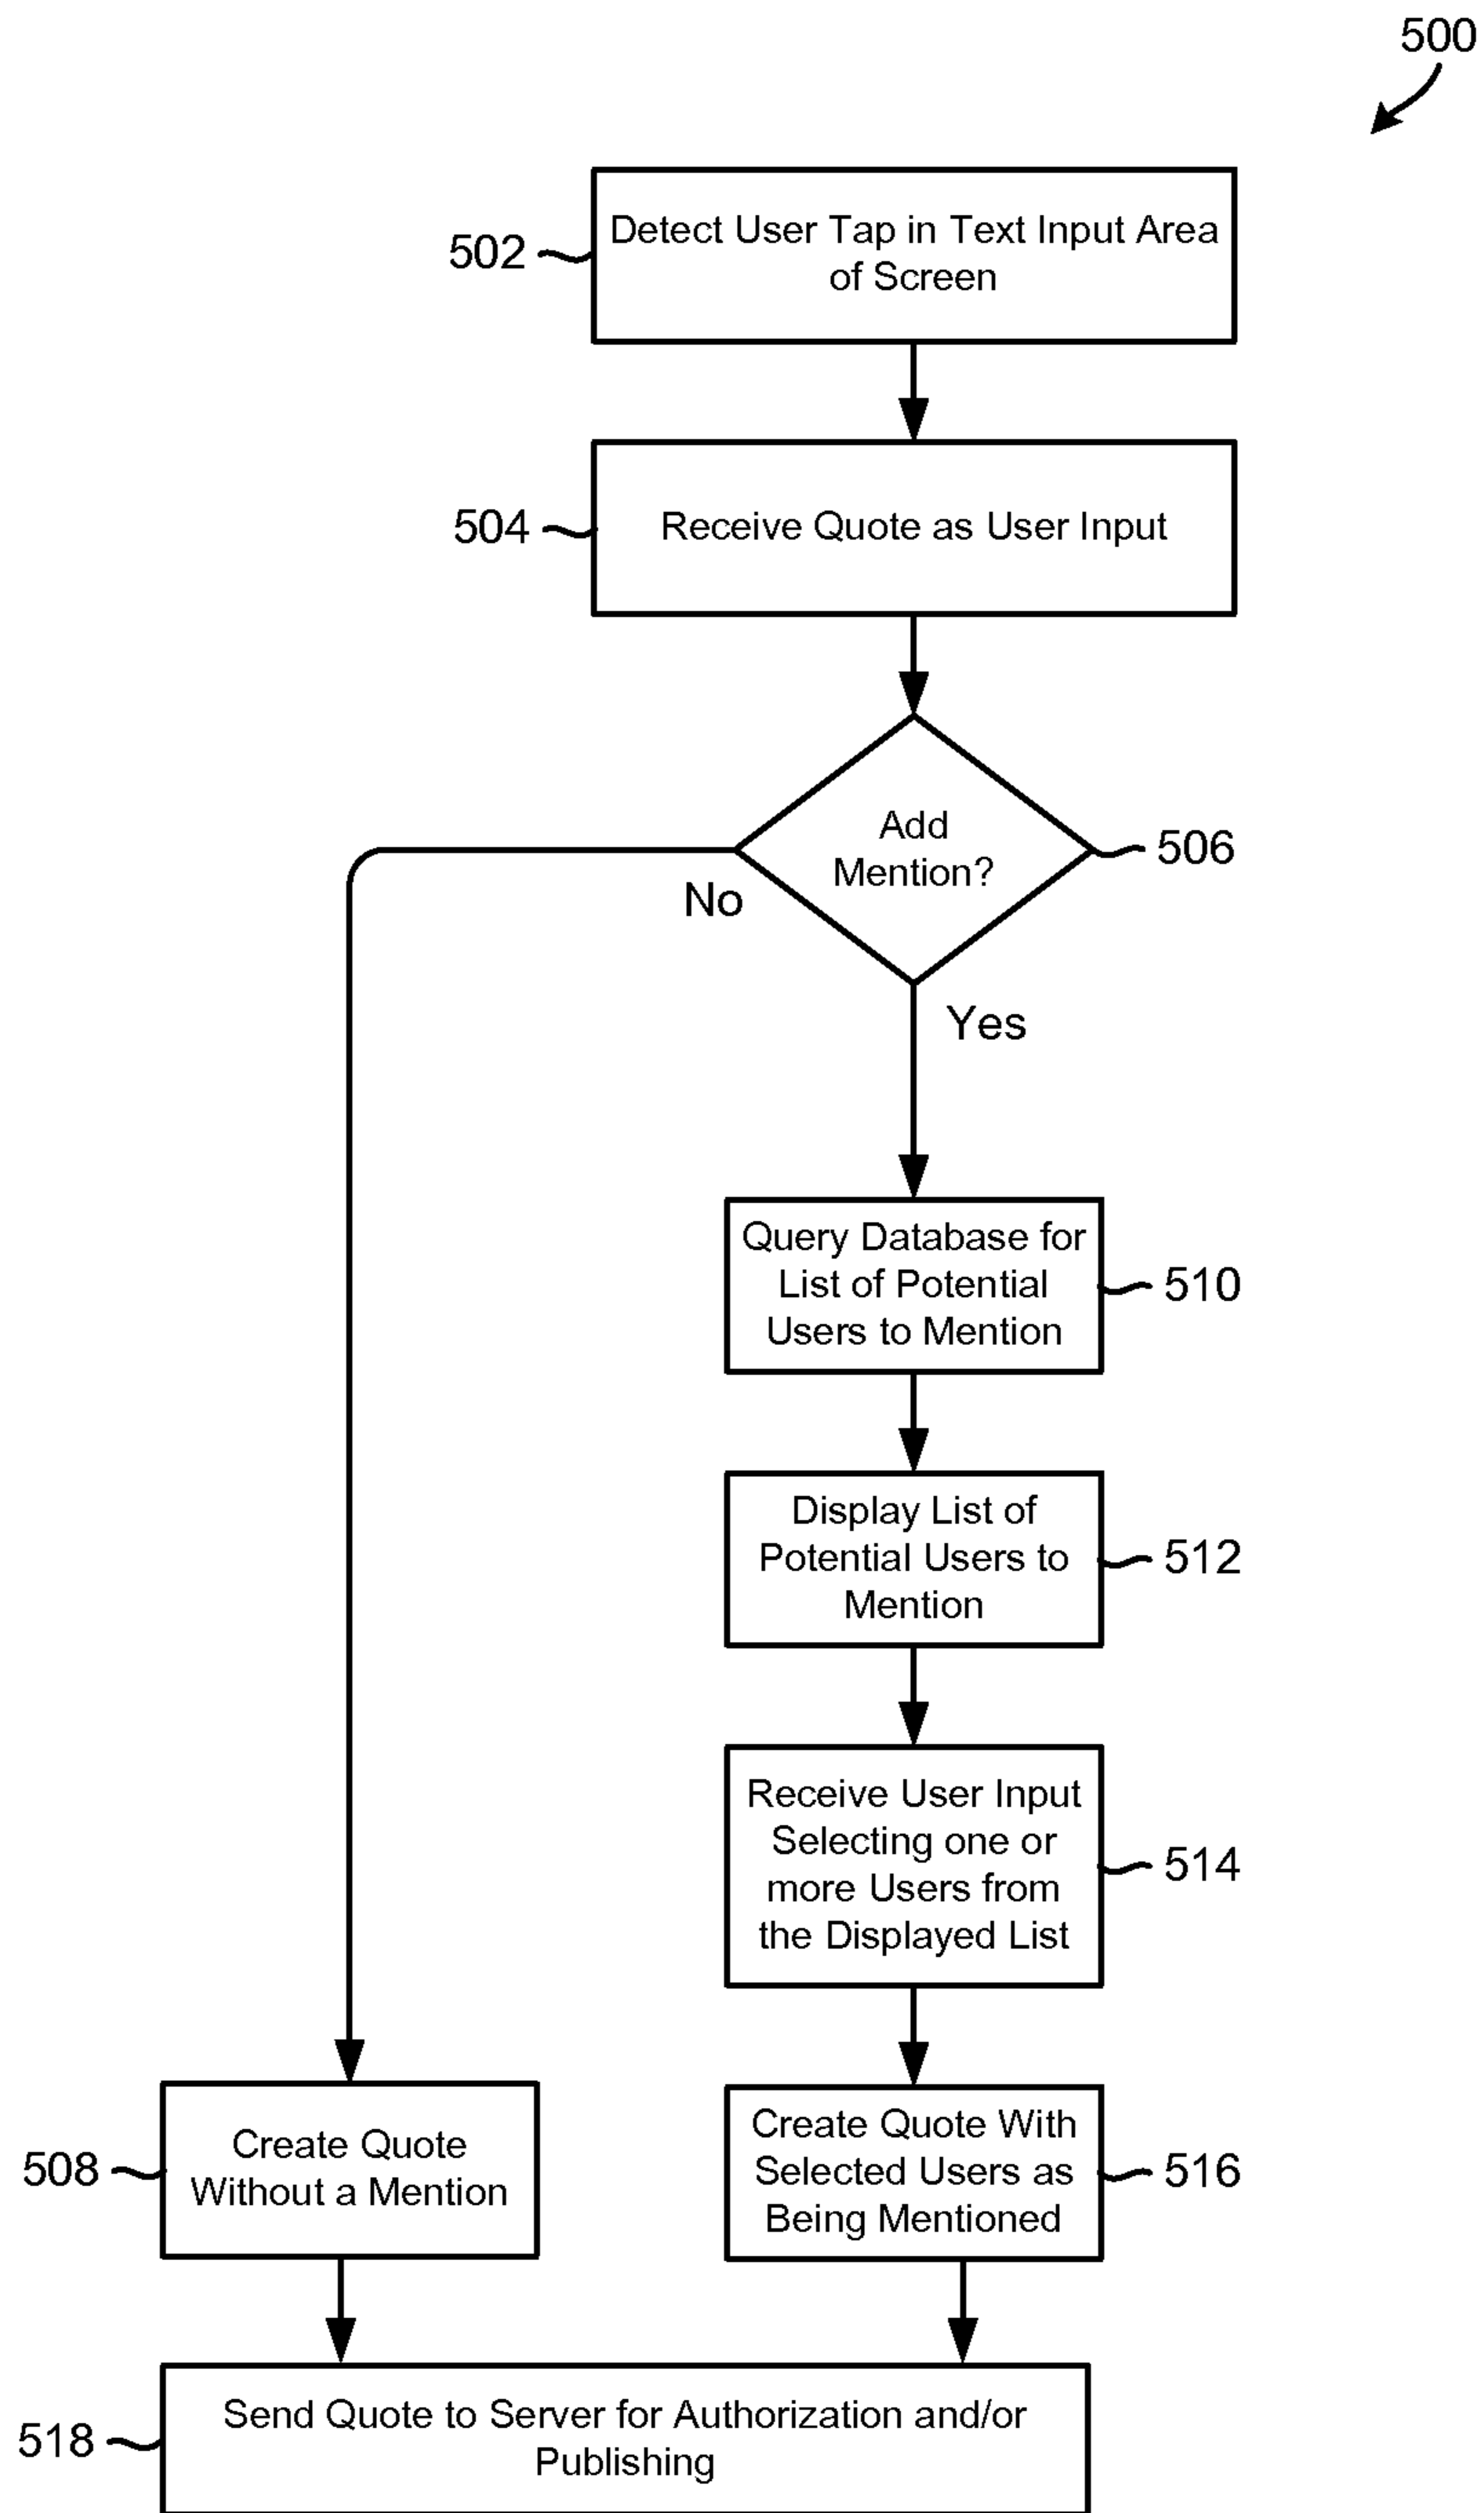 500
502
Detect User Tap in Text Input Area
of Screen
504
Receive Quote as User Input
Add
Mention?
506
No
Yes
Query Database for
List of Potential
Users to Mention
510
Display List of
Potential Users to
Mention
512
Receive User Input
Selecting one or
more Users from
the Displayed List
514
508
Create Quote
Without a Mention
Create Quote With
Selected Users as
Being Mentioned
516
518
Send Quote to Server for Authorization and/or
Publishing